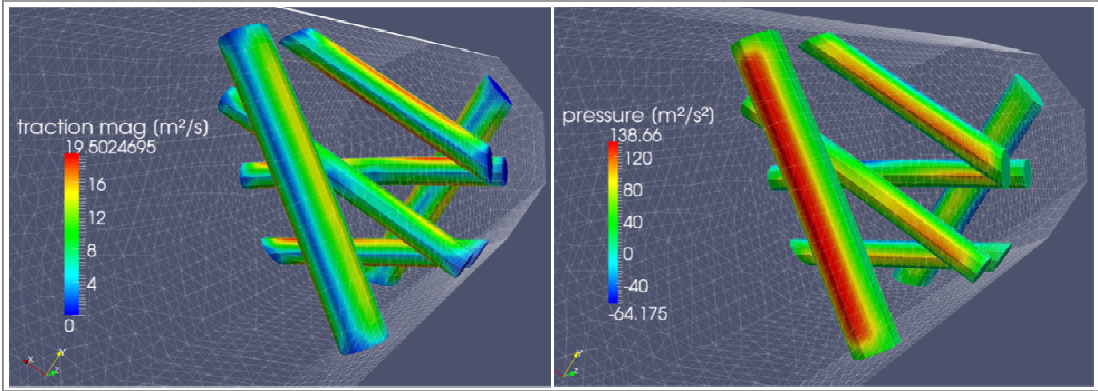 traction mag (m²/s)
19.5024695
16
12
8
4
0
X
Y
Z
pressure (m²/s²)
138.66
120
80
40
0
-40
-64.175
Y
Z